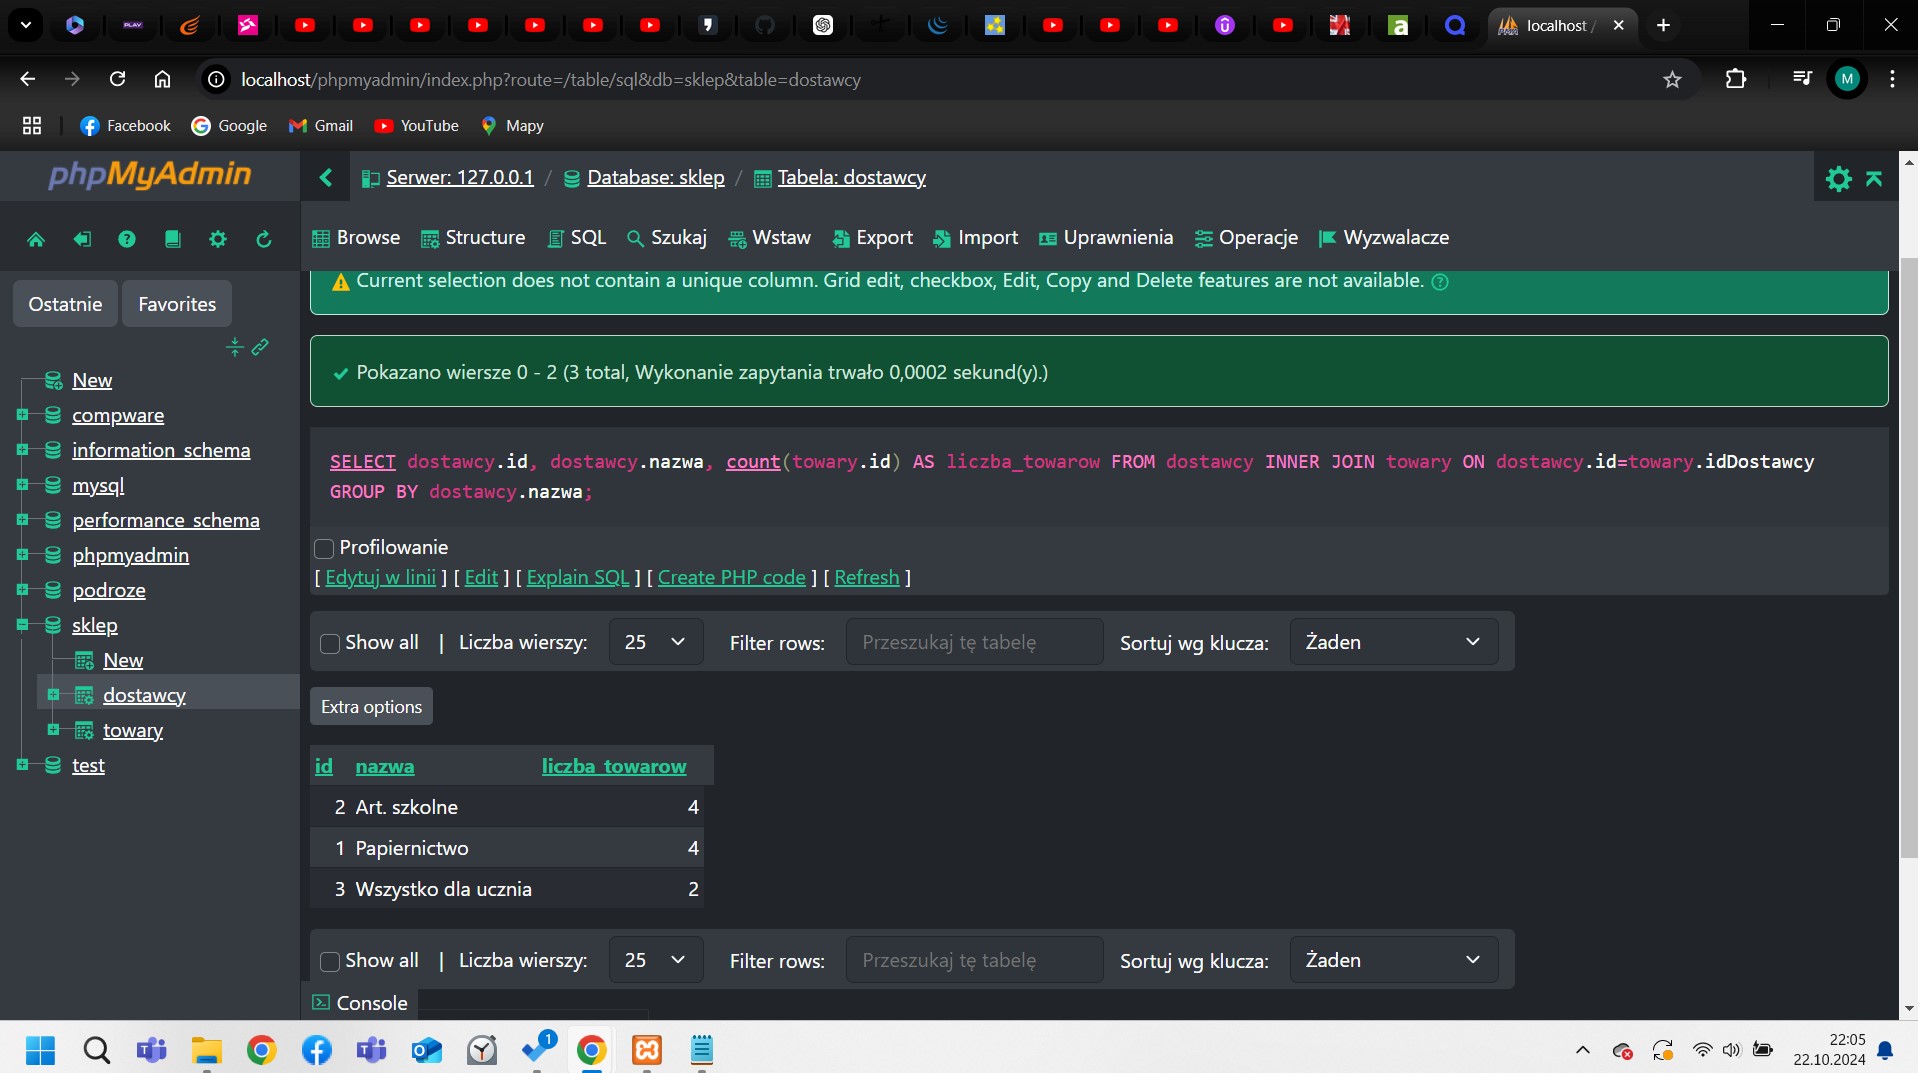 PLAY
localhost /
localhost/phpmyadmin/index.php?route=/table/sql&db=sklep&table=dostawcy
M
Facebook Google Gmail YouTube Mapy
phpMyAdmin
Serwer: 127.0.0.1 / Database: sklep / Tabela: dostawcy
Browse Structure SQL Szukaj Wstaw Export Import Uprawnienia Operacje Wyzwalacze
Ostatnie Favorites
New
compware
information_schema
mysql
performance_schema
phpmyadmin
podroze
sklep
New
dostawcy
towary
test
Current selection does not contain a unique column. Grid edit, checkbox, Edit, Copy and Delete features are not available.
Pokazano wiersze 0 - 2 (3 total, Wykonanie zapytania trwało 0,0002 sekund(y).)
SELECT dostawcy.id, dostawcy.nazwa, count(towary.id) AS liczba_towarow FROM dostawcy INNER JOIN towary ON dostawcy.id=towary.idDostawcy
GROUP BY dostawcy.nazwa;
Profilowanie
[ Edytuj w linii ] [ Edit ] [ Explain SQL ] [ Create PHP code ] [ Refresh ]
Show all | Liczba wierszy: 25 Filter rows: Przeszukaj tę tabelę Sortuj wg klucza: Żaden
Extra options
id nazwa liczba_towarow
2 Art. szkolne 4
1 Papiernictwo 4
3 Wszystko dla ucznia 2
Show all | Liczba wierszy: 25 Filter rows: Przeszukaj tę tabelę Sortuj wg klucza: Żaden
Console
1
22:05
22.10.2024